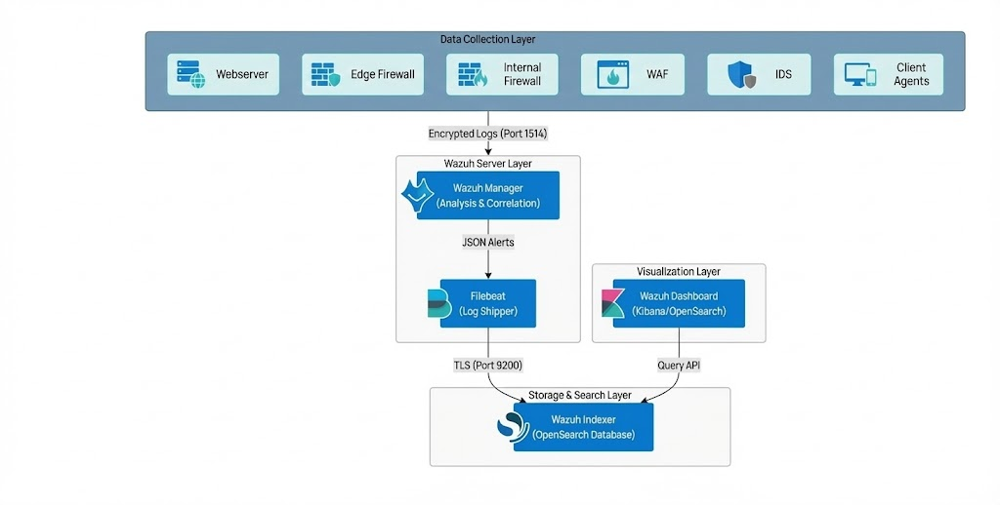 Data Collection Layer
Webserver
Edge Firewall
Internal
Firewall
WAF
IDS
Client
Agents
Encrypted Logs (Port 1514)
Wazuh Server Layer
Wazuh Manager
(Analysis & Correlation)
JSON Alerts
Filebeat
(Log Shipper)
Visualization Layer
Wazuh Dashboard
(Kibana/OpenSearch)
TLS (Port 9200)
Query API
Storage & Search Layer
Wazuh Indexer
(OpenSearch Database)